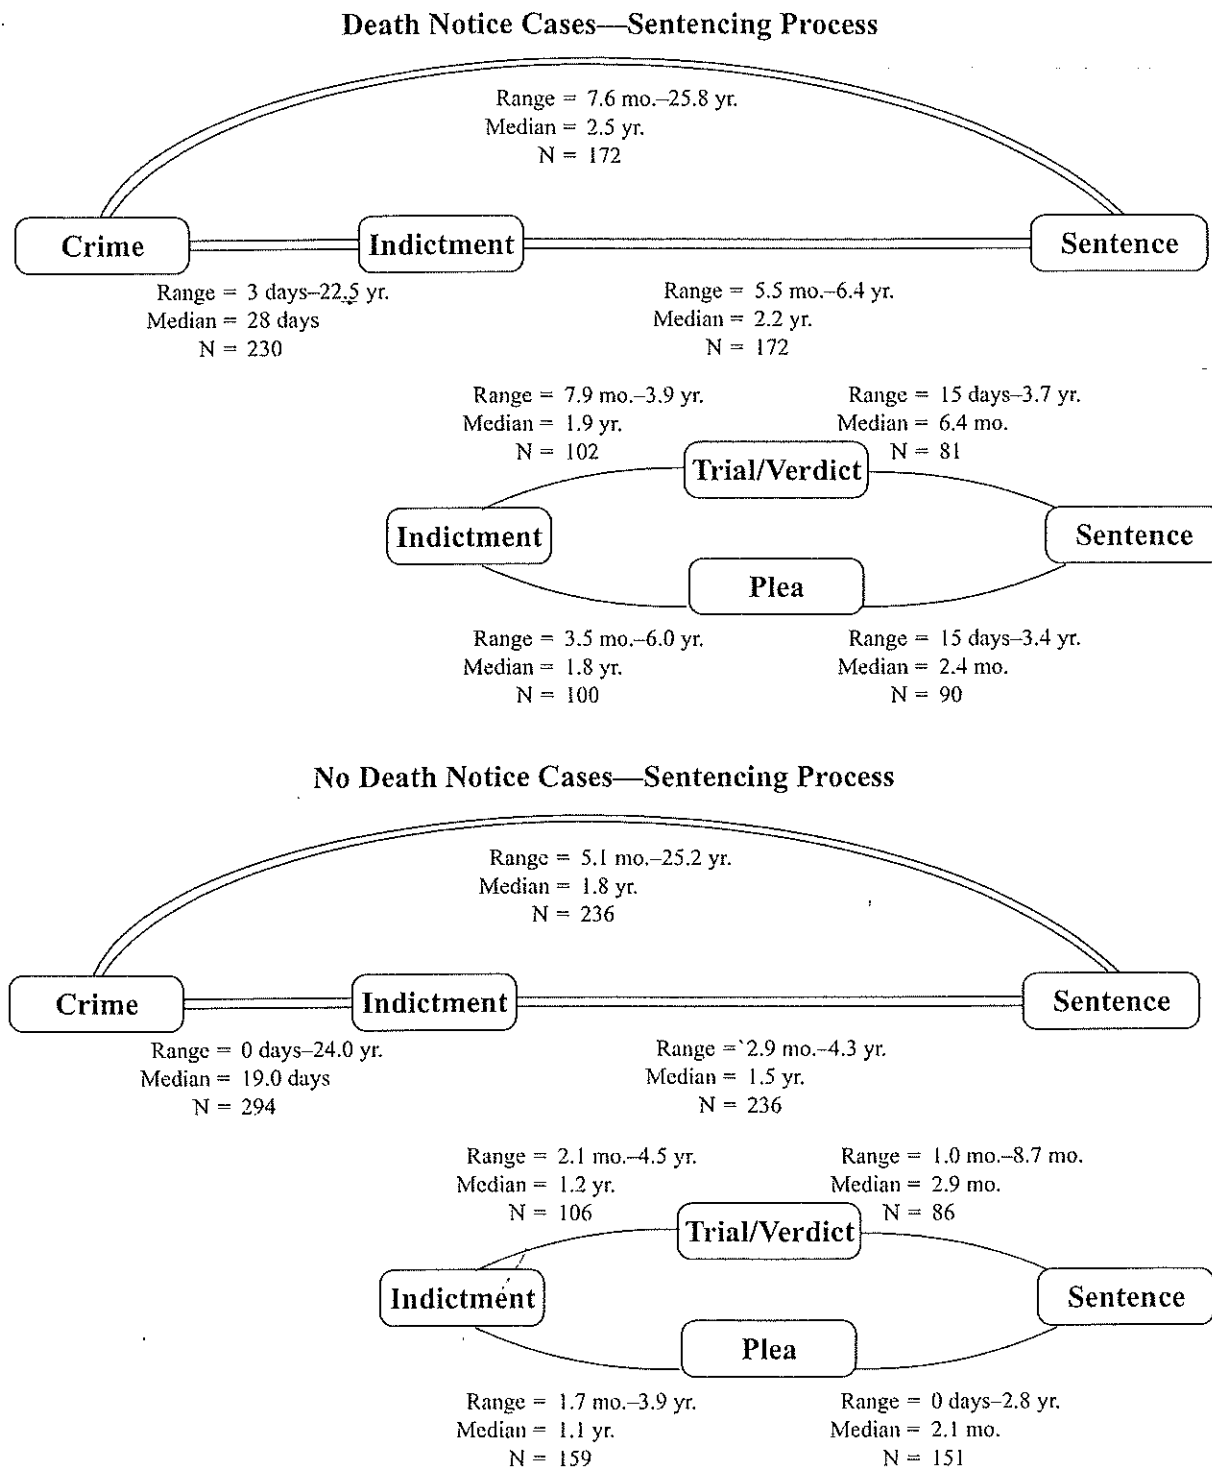 Death Notice Cases—Sentencing Process
Range = 7.6 mo.–25.8 yr.
Median = 2.5 yr.
N = 172
Crime
Indictment
Sentence
Range = 3 days–22.5 yr.
Median = 28 days
N = 230
Range = 5.5 mo.–6.4 yr.
Median = 2.2 yr.
N = 172
Range = 7.9 mo.–3.9 yr.
Median = 1.9 yr.
N = 102
Range = 15 days–3.7 yr.
Median = 6.4 mo.
N = 81
Trial/Verdict
Indictment
Sentence
Plea
Range = 3.5 mo.–6.0 yr.
Median = 1.8 yr.
N = 100
Range = 15 days–3.4 yr.
Median = 2.4 mo.
N = 90
No Death Notice Cases—Sentencing Process
Range = 5.1 mo.–25.2 yr.
Median = 1.8 yr.
N = 236
Crime
Indictment
Sentence
Range = 0 days–24.0 yr.
Median = 19.0 days
N = 294
Range = 2.9 mo.–4.3 yr.
Median = 1.5 yr.
N = 236
Range = 2.1 mo.–4.5 yr.
Median = 1.2 yr.
N = 106
Range = 1.0 mo.–8.7 mo.
Median = 2.9 mo.
N = 86
Trial/Verdict
Indictment
Sentence
Plea
Range = 1.7 mo.–3.9 yr.
Median = 1.1 yr.
N = 159
Range = 0 days–2.8 yr.
Median = 2.1 mo.
N = 151